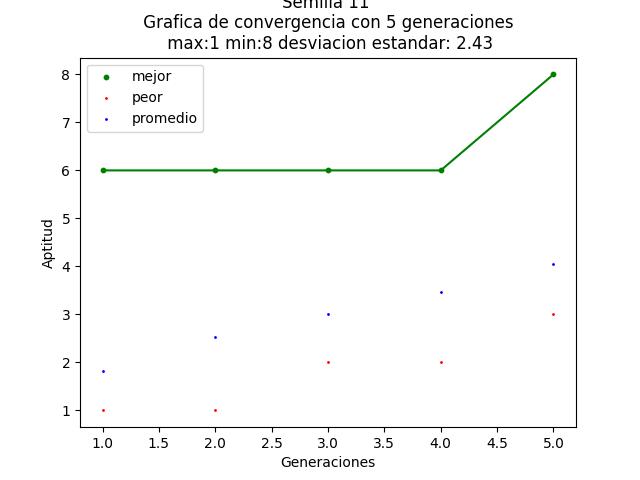 Semilla 11
Grafica de convergencia con 5 generaciones
max:1 min:8 desviacion estandar: 2.43
8
7
6
5
4
3
2
1
Aptitud
mejor
peor
promedio
1.0 1.5 2.0 2.5 3.0 3.5 4.0 4.5 5.0
Generaciones